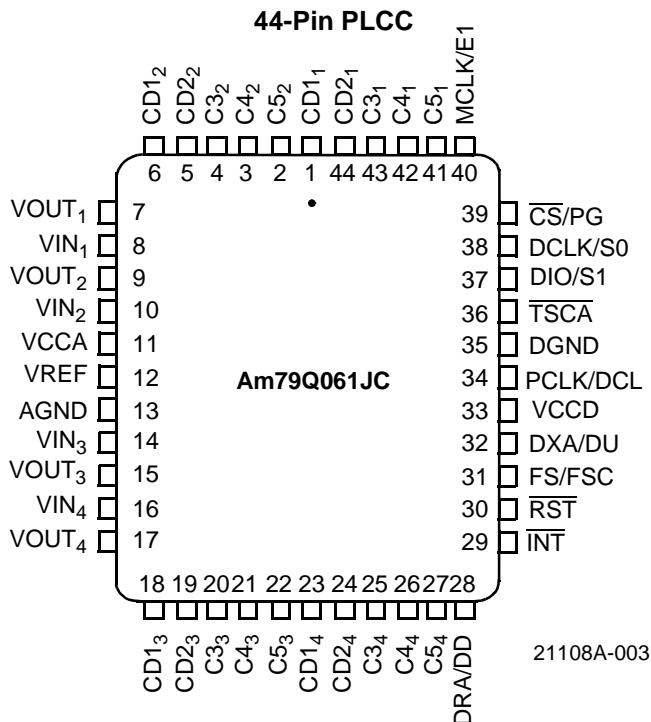 44-Pin PLCC
CD1₂ CD2₂ C3₂ C4₂ C5₂ CD1₁ CD2₁ C3₁ C4₁ C5₁ MCLK/E1
6 5 4 3 2 1 44 43 42 41 40
VOUT₁ 7 39 C̅S̅/PG
VIN₁ 8 38 DCLK/S0
VOUT₂ 9 37 DIO/S1
VIN₂ 10 36 T̅S̅C̅A̅
VCCA 11 35 DGND
VREF 12 Am79Q061JC 34 PCLK/DCL
AGND 13 33 VCCD
VIN₃ 14 32 DXA/DU
VOUT₃ 15 31 FS/FSC
VIN₄ 16 30 R̅S̅T̅
VOUT₄ 17 29 I̅N̅T̅
18 19 20 21 22 23 24 25 26 27 28
CD1₃ CD2₃ C3₃ C4₃ C5₃ CD1₄ CD2₄ C3₄ C4₄ C5₄ DRA/DD
21108A-003